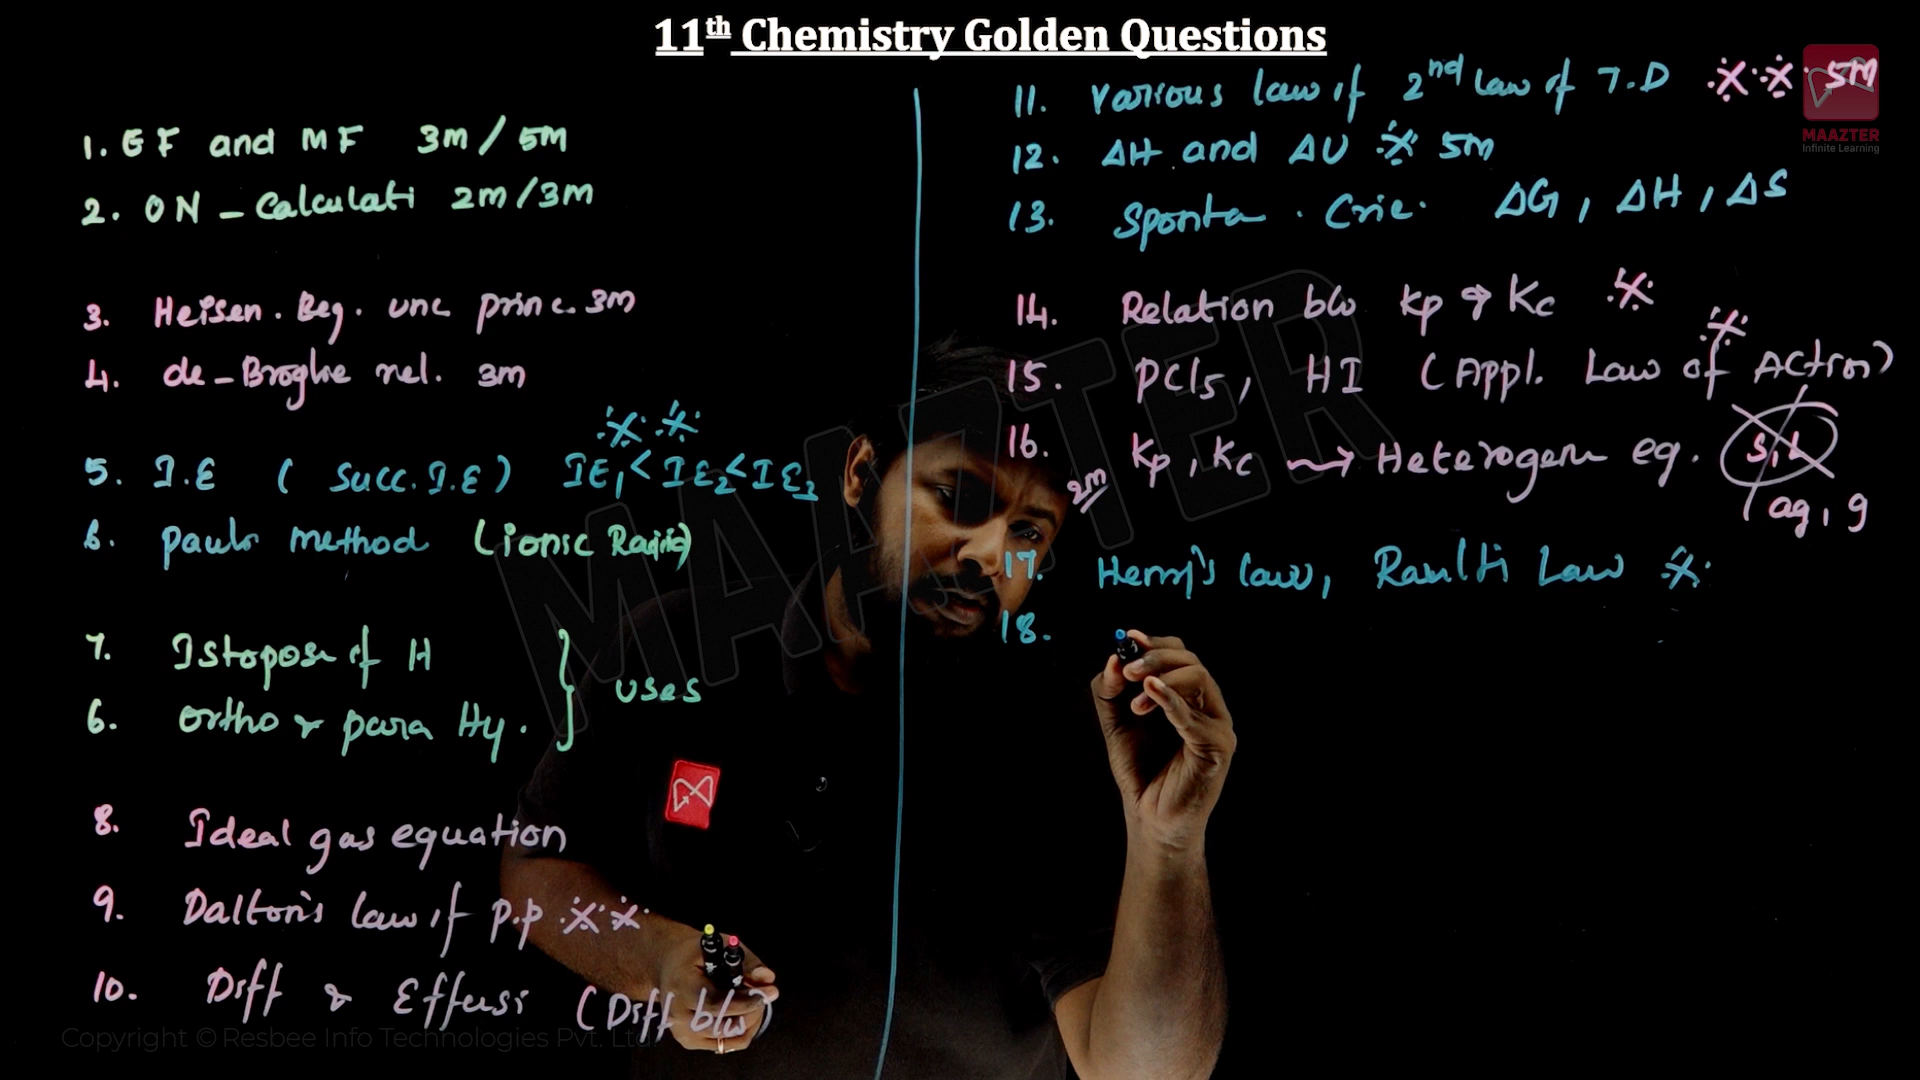 11th Chemistry Golden Questions
1. EF and MF 3m / 5m
2. ON - Calculati 2m/3m
3. Heisen. Beg. unc princ. 3m
4. de-Broglie rel. 3m
5. I.E ( Succ. I.E ) IE1 < IE2 < IE3
6. method (ionic
7. Istopose of H
6. ortho & para Hy.
uses
8. Ideal gas equation
9. Dalton's law of P.P
10. Diff & Effusi (Diff b/w)
11. Various law of 2nd law of T.D 5M
12. ΔH and ΔU 5m
13. Sponta. Crie. ΔG, ΔH, ΔS
14. Relation b/w Kp & Kc
15. PCl5, HI (Appl. Law of Action)
16. Kp, Kc → Heterogen eq. S, L
2m
aq, g
17. Henry's law, Law
18.
MAAZTER
Infinite Learning
MAAZTER
Copyright © Resbee Info Technologies Pvt. Ltd.